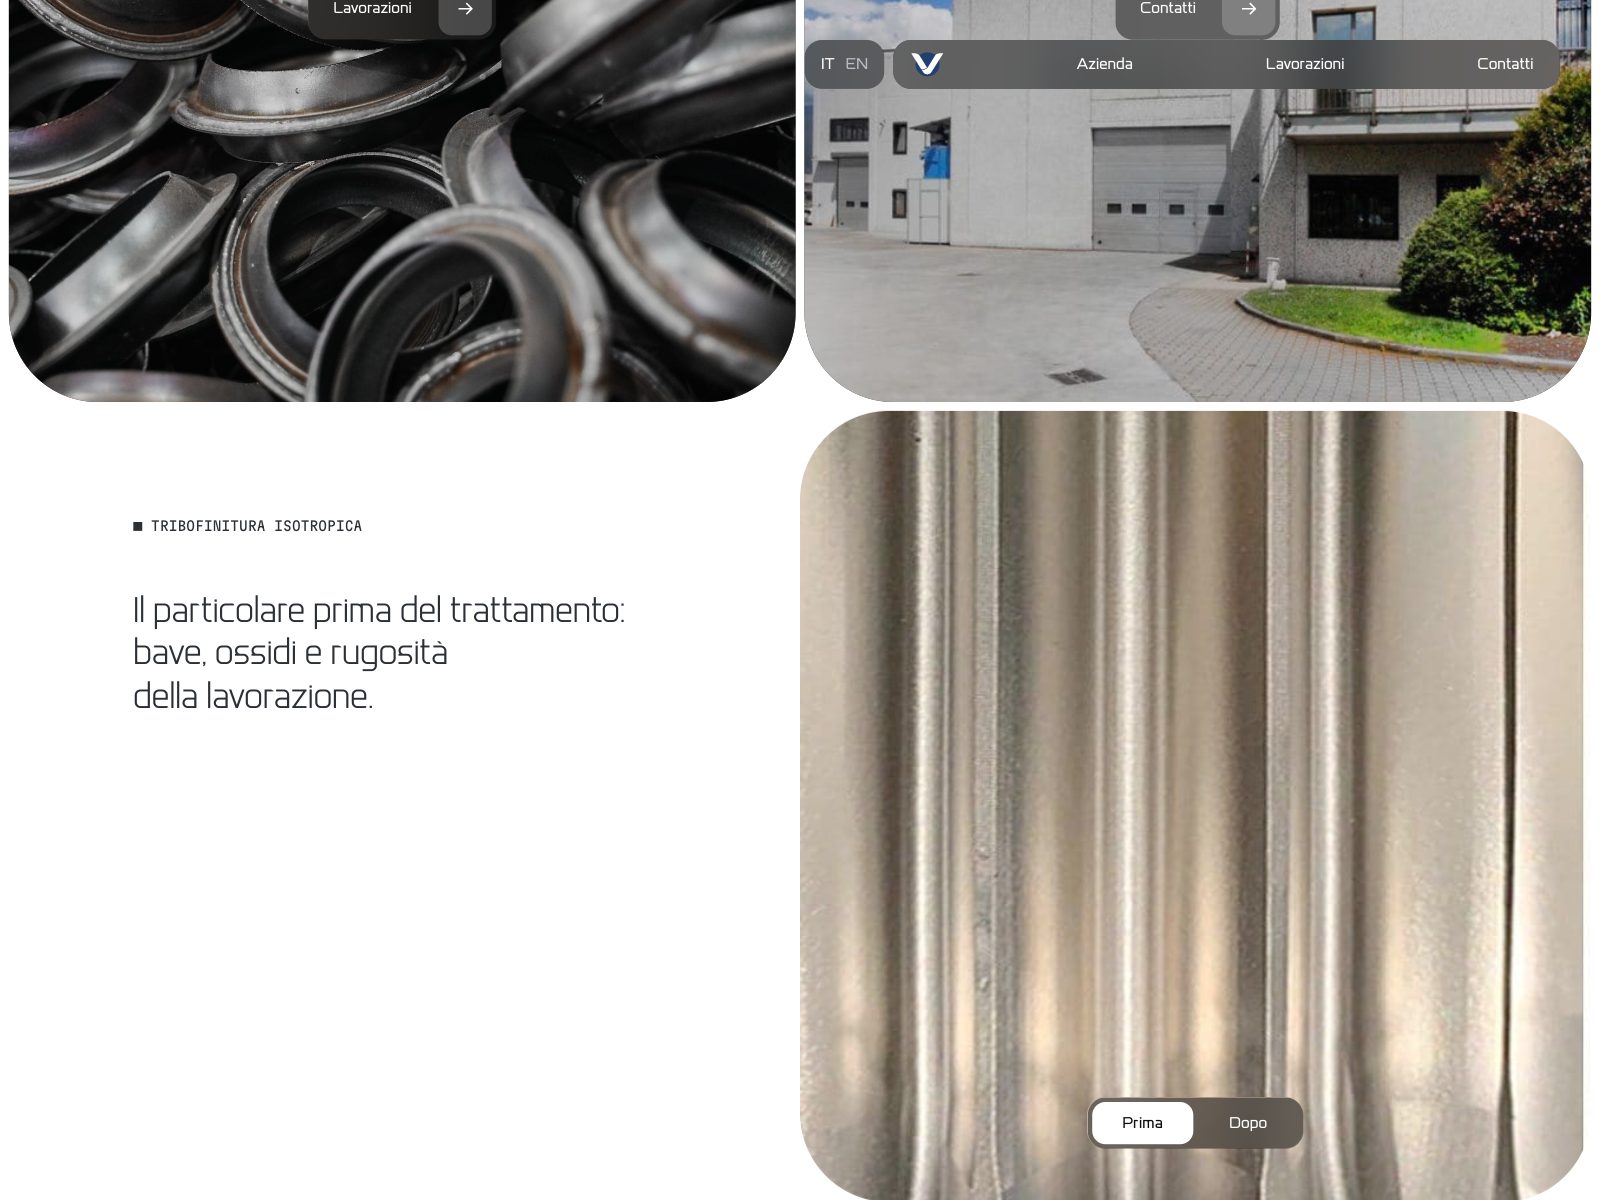 Lavorazioni
Contatti
IT EN
Azienda
Lavorazioni
Contatti
TRIBOFINITURA ISOTROPICA
Il particolare prima del trattamento:
bave, ossidi e rugosità
della lavorazione.
Prima
Dopo